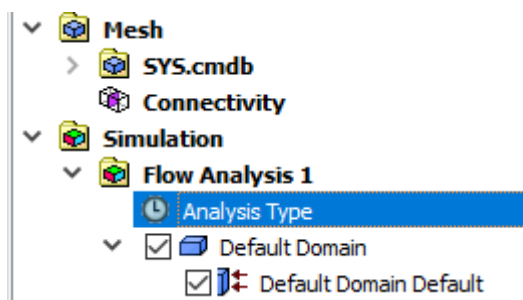 Mesh
SYS.cmdb
Connectivity
Simulation
Flow Analysis 1
Analysis Type
Default Domain
Default Domain Default